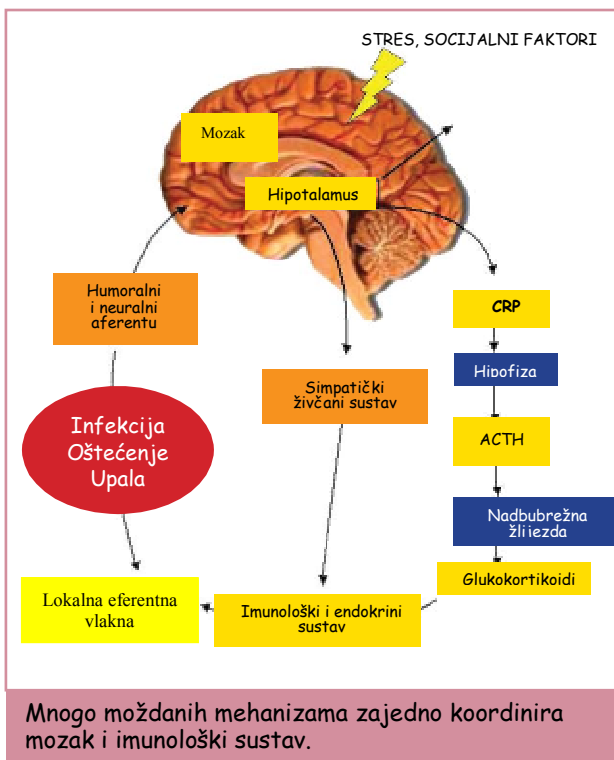 STRES, SOCIJALNI FAKTORI
Mozak
Hipotalamus
Humoralni
i neuralni
aferentu
CRP
Hipofiza
Simpatički
živčani sustav
Infekcija
Oštećenje
Upala
ACTH
Nadbubrežna
žlijezda
Glukokortikoidi
Lokalna eferentna
vlakna
Imunološki i endokrini
sustav
Mnogo moždanih mehanizama zajedno koordinira
mozak i imunološki sustav.